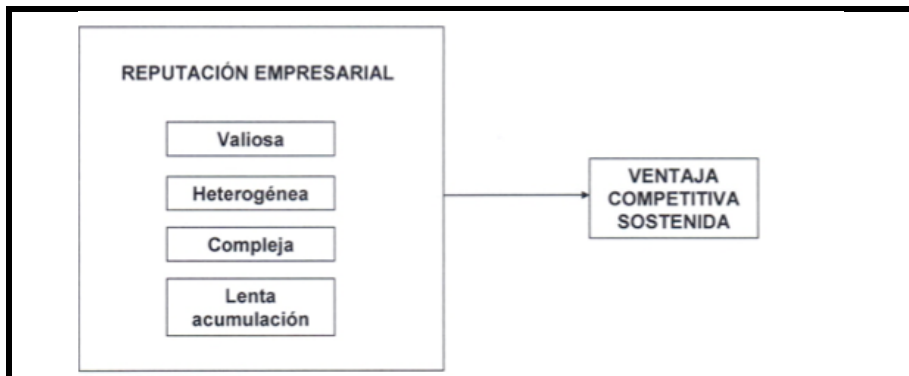 REPUTACIÓN EMPRESARIAL
Valiosa
Heterogénea
Compleja
Lenta
acumulación
VENTAJA
COMPETITIVA
SOSTENIDA